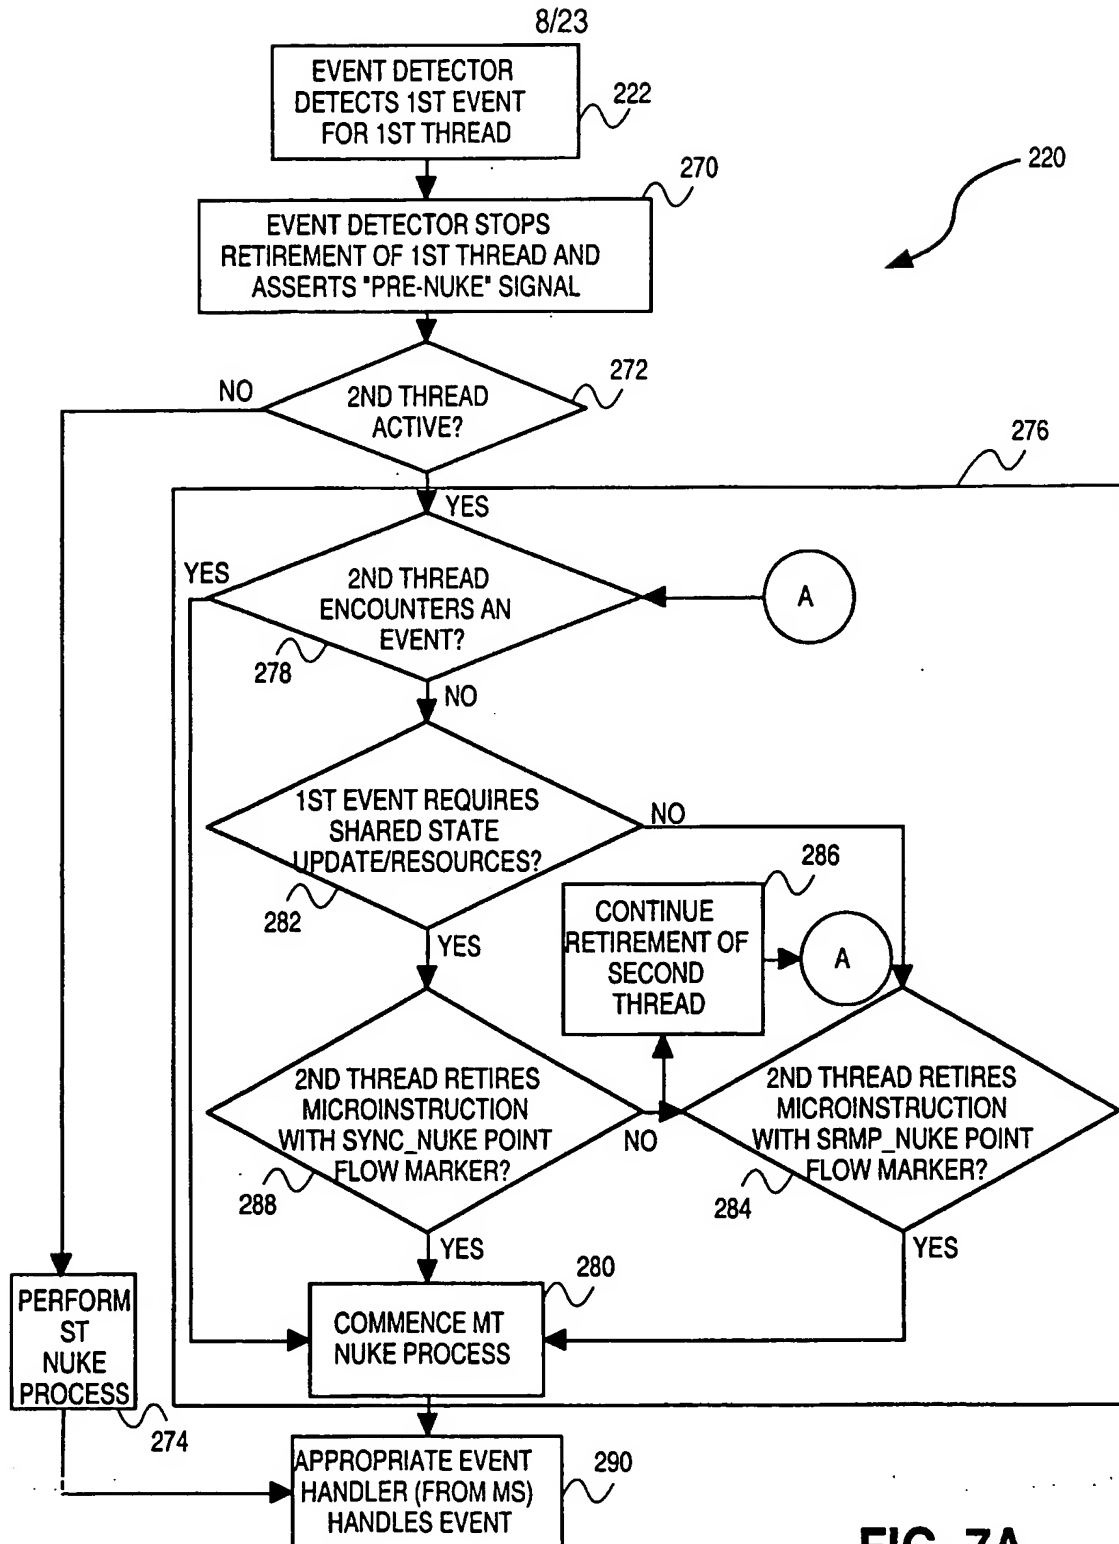 8/23
EVENT DETECTOR
DETECTS 1ST EVENT
FOR 1ST THREAD
222
220
270
EVENT DETECTOR STOPS
RETIREMENT OF 1ST THREAD AND
ASSERTS "PRE-NUKE" SIGNAL
272
NO
2ND THREAD
ACTIVE?
276
YES
YES
2ND THREAD
ENCOUNTERS AN
EVENT?
A
278
NO
1ST EVENT REQUIRES
SHARED STATE
UPDATE/RESOURCES?
NO
282
286
YES
CONTINUE
RETIREMENT OF
SECOND
THREAD
A
2ND THREAD RETIRES
MICROINSTRUCTION
WITH SYNC_NUKE POINT
FLOW MARKER?
NO
288
2ND THREAD RETIRES
MICROINSTRUCTION
WITH SRMP_NUKE POINT
FLOW MARKER?
284
YES
YES
280
COMMENCE MT
NUKE PROCESS
PERFORM
ST
NUKE
PROCESS
274
APPROPRIATE EVENT
HANDLER (FROM MS)
HANDLES EVENT
290
FIG. 7A